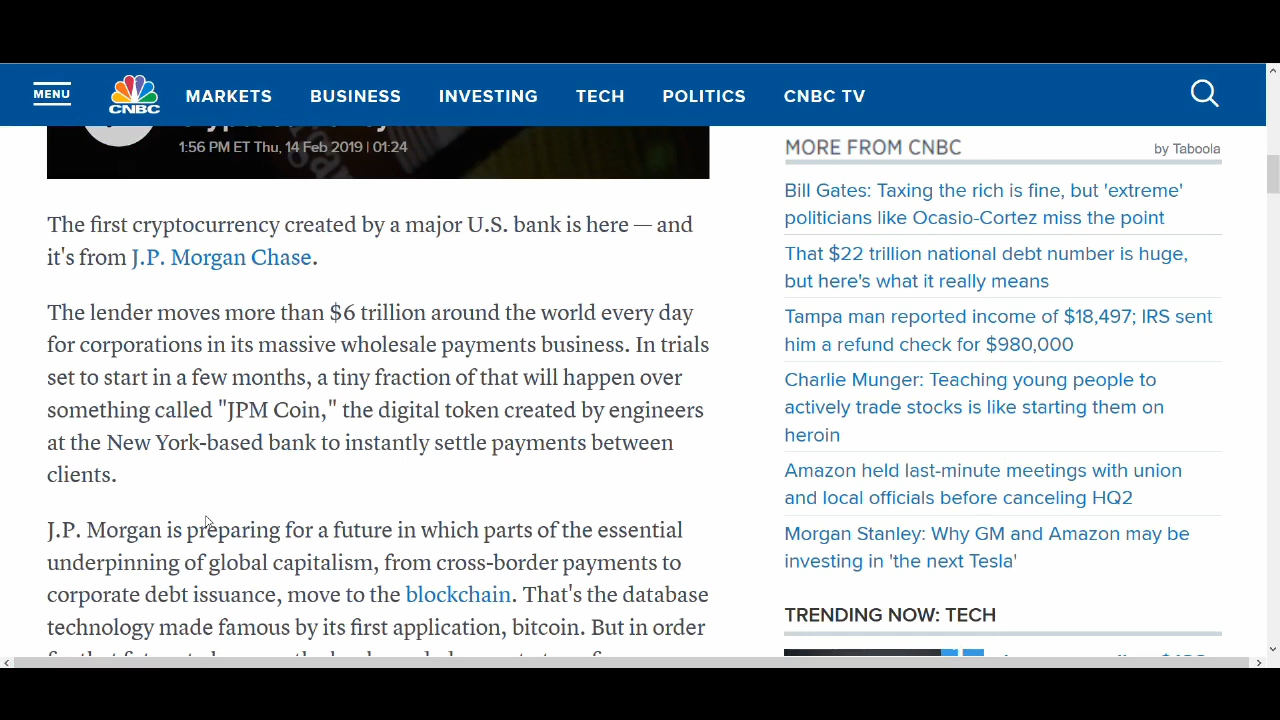 MENU
CNBC
MARKETS
BUSINESS
INVESTING
TECH
POLITICS
CNBC TV
1:56 PM ET Thu, 14 Feb 2019 | 01:24
The first cryptocurrency created by a major U.S. bank is here — and
it's from J.P. Morgan Chase.
The lender moves more than $6 trillion around the world every day
for corporations in its massive wholesale payments business. In trials
set to start in a few months, a tiny fraction of that will happen over
something called "JPM Coin," the digital token created by engineers
at the New York-based bank to instantly settle payments between
clients.
J.P. Morgan is preparing for a future in which parts of the essential
underpinning of global capitalism, from cross-border payments to
corporate debt issuance, move to the blockchain. That's the database
technology made famous by its first application, bitcoin. But in order
MORE FROM CNBC
by Taboola
Bill Gates: Taxing the rich is fine, but 'extreme'
politicians like Ocasio-Cortez miss the point
That $22 trillion national debt number is huge,
but here's what it really means
Tampa man reported income of $18,497; IRS sent
him a refund check for $980,000
Charlie Munger: Teaching young people to
actively trade stocks is like starting them on
heroin
Amazon held last-minute meetings with union
and local officials before canceling HQ2
Morgan Stanley: Why GM and Amazon may be
investing in 'the next Tesla'
TRENDING NOW: TECH